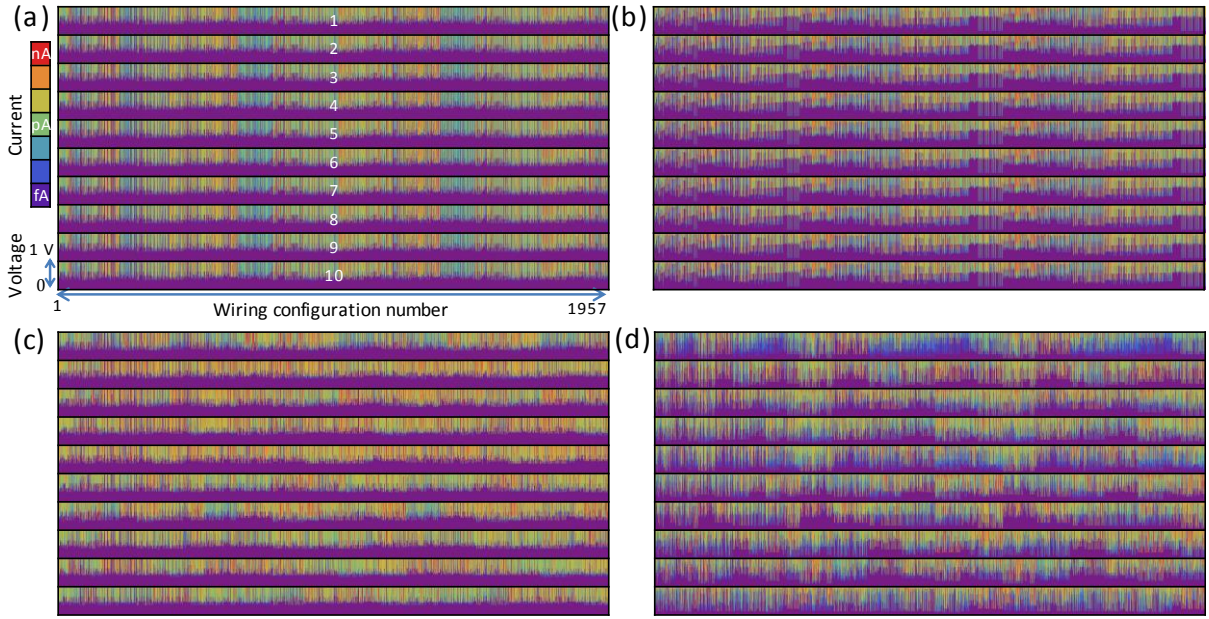 (a)
(b)
1
2
3
4
5
6
7
8
9
10
nA
pA
fA
Current
Voltage
1 V
0
1
Wiring configuration number
1957
(c)
(d)